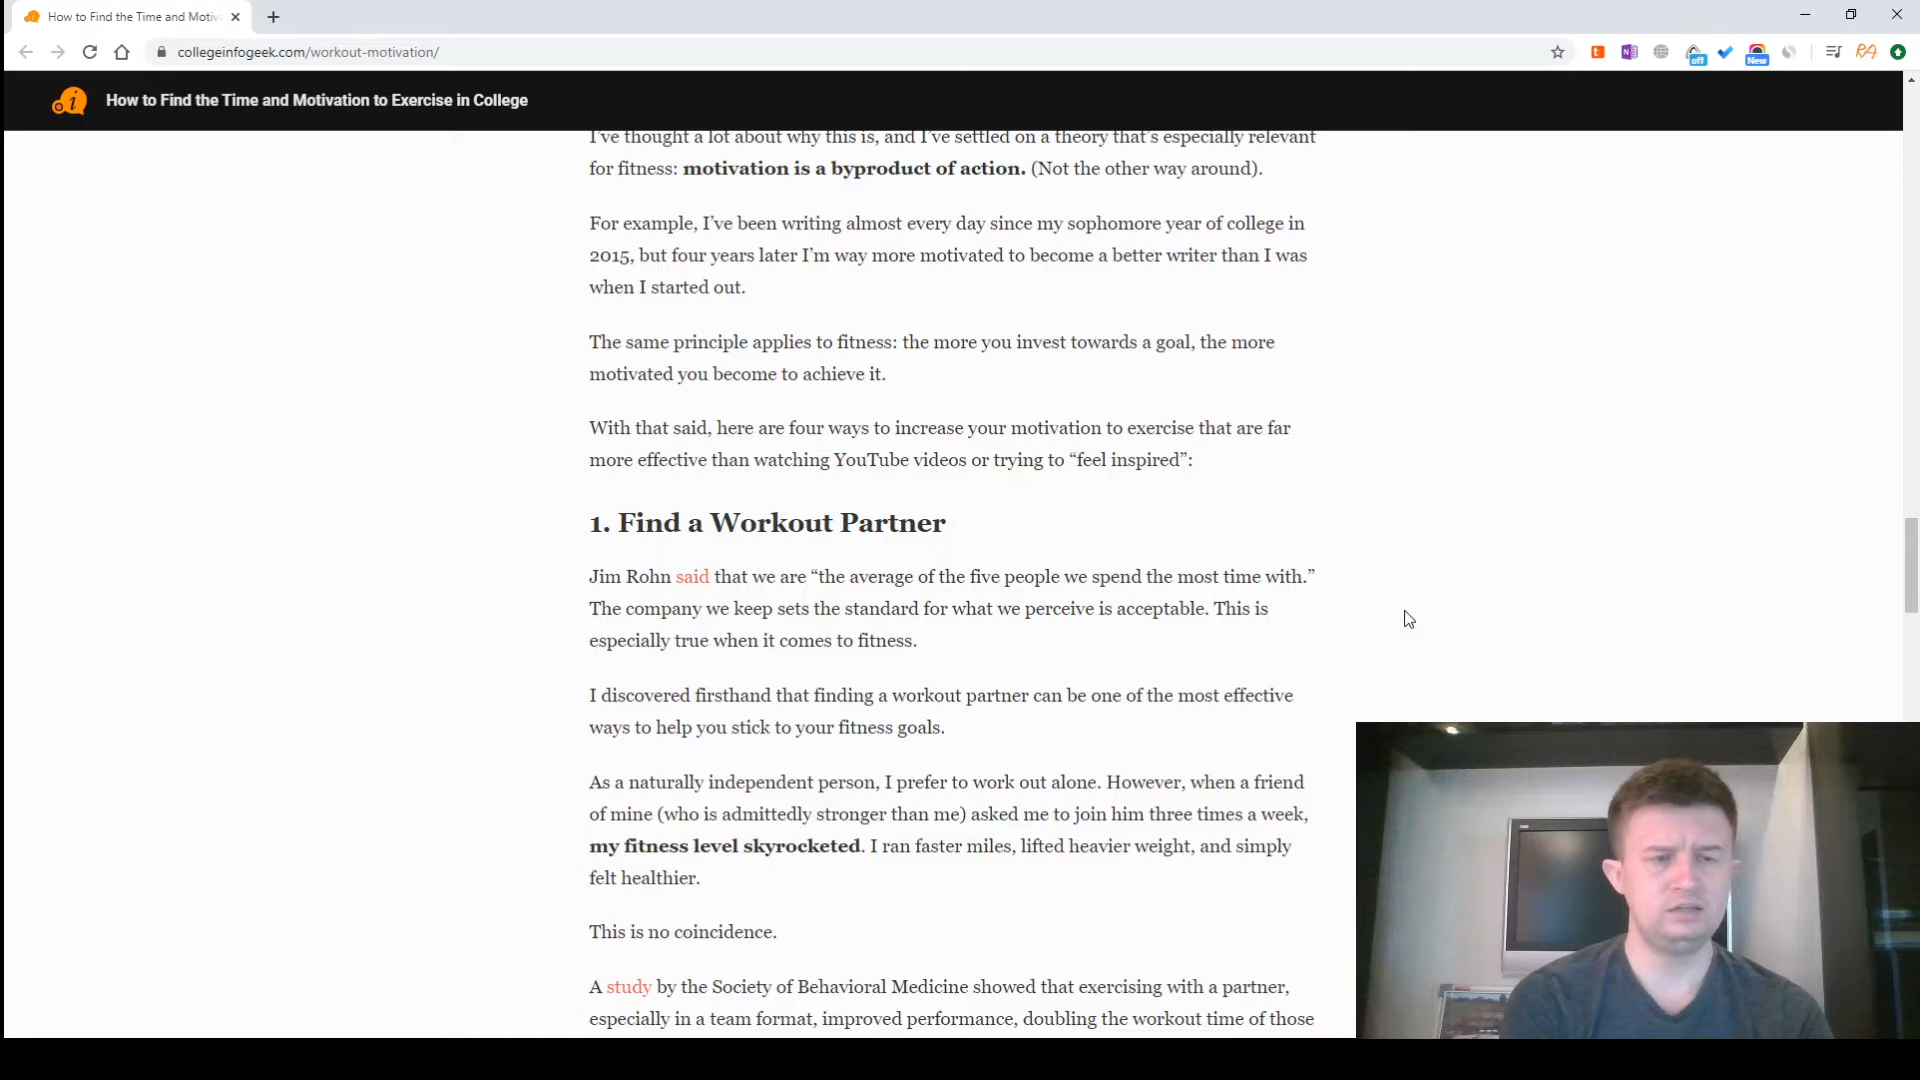 How to Find the Time and Motiv
collegeinfogeek.com/workout-motivation/
off
New
How to Find the Time and Motivation to Exercise in College
I've thought a lot about why this is, and I've settled on a theory that's especially relevant
for fitness: motivation is a byproduct of action. (Not the other way around).
For example, I've been writing almost every day since my sophomore year of college in
2015, but four years later I'm way more motivated to become a better writer than I was
when I started out.
The same principle applies to fitness: the more you invest towards a goal, the more
motivated you become to achieve it.
With that said, here are four ways to increase your motivation to exercise that are far
more effective than watching YouTube videos or trying to “feel inspired”:
1. Find a Workout Partner
Jim Rohn said that we are “the average of the five people we spend the most time with.”
The company we keep sets the standard for what we perceive is acceptable. This is
especially true when it comes to fitness.
I discovered firsthand that finding a workout partner can be one of the most effective
ways to help you stick to your fitness goals.
As a naturally independent person, I prefer to work out alone. However, when a friend
of mine (who is admittedly stronger than me) asked me to join him three times a week,
my fitness level skyrocketed. I ran faster miles, lifted heavier weight, and simply
felt healthier.
This is no coincidence.
A study by the Society of Behavioral Medicine showed that exercising with a partner,
especially in a team format, improved performance, doubling the workout time of those